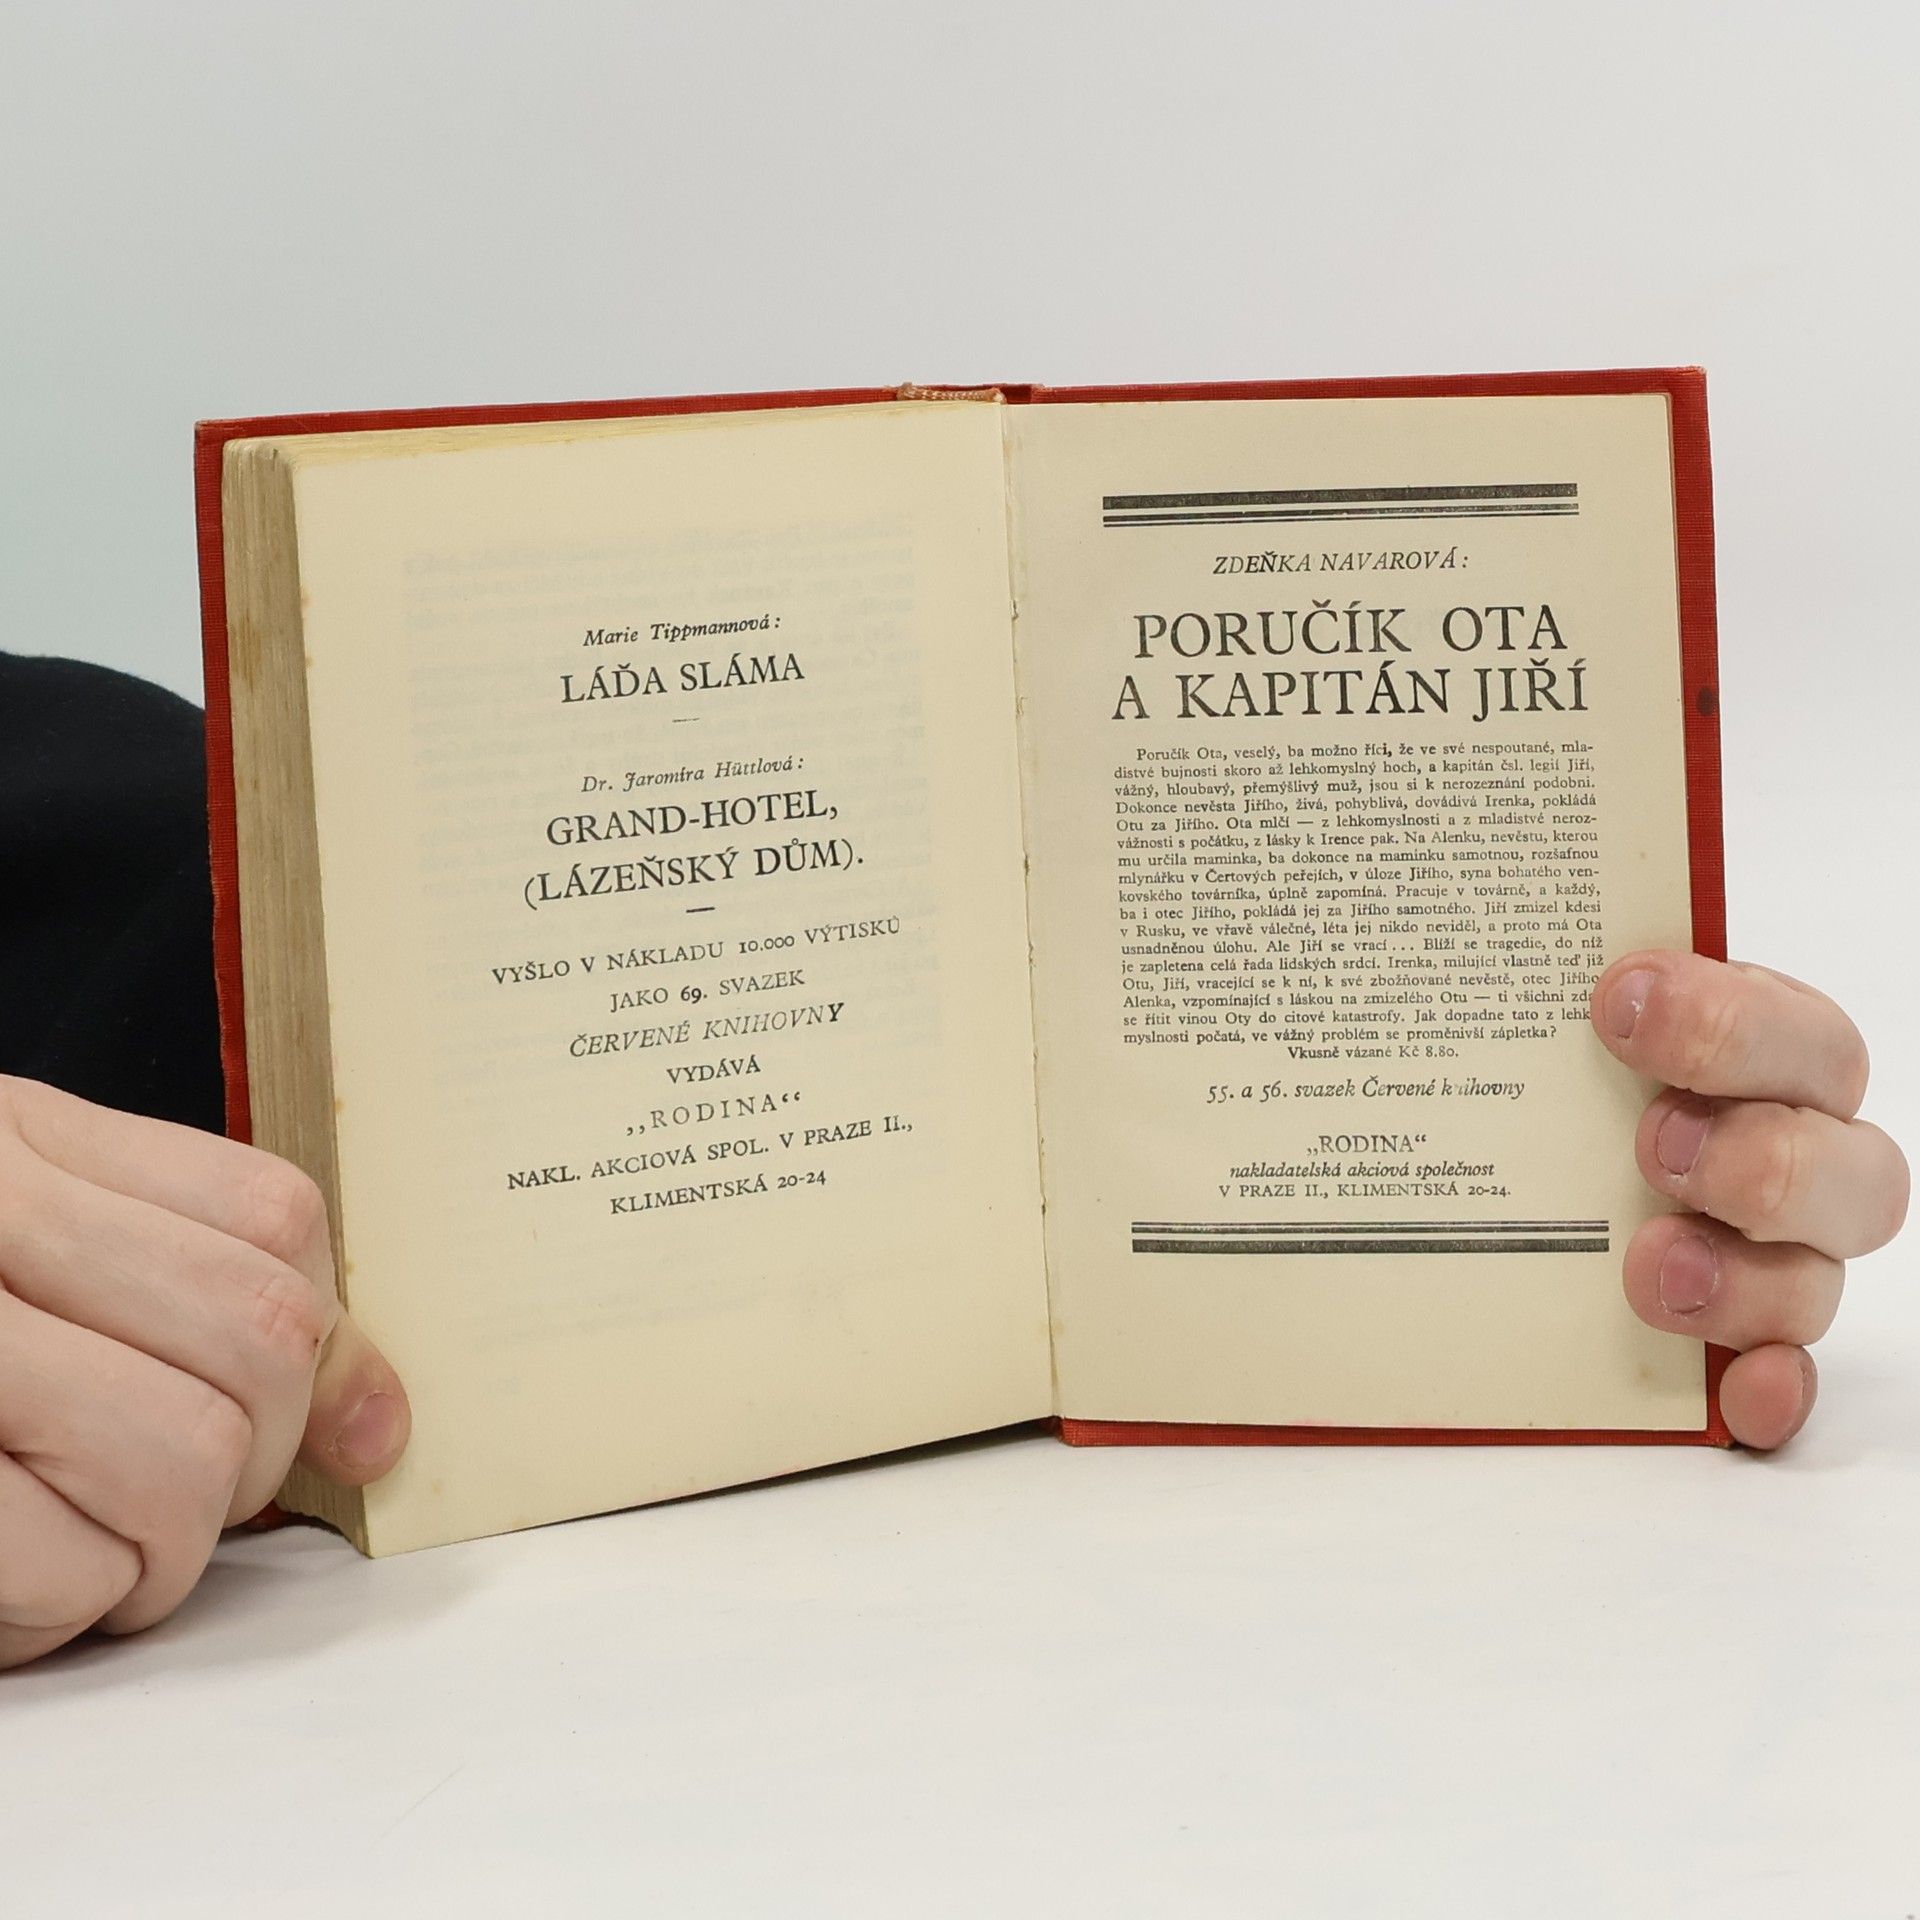 Marie Tippmannová:
LÁĎA SLÁMA
—
Dr. Jaromíra Hüttlová:
GRAND-HOTEL,
(LÁZEŇSKÝ DŮM).
—
VYŠLO V NÁKLADU 10.000 VÝTISKŮ
JAKO 69. SVAZEK
ČERVENÉ KNIHOVNY
VYDÁVÁ
„RODINA“
NAKL. AKCIOVÁ SPOL. V PRAZE II.,
KLIMENTSKÁ 20-24
ZDEŇKA NAVAROVÁ:
PORUČÍK OTA
A KAPITÁN JIŘÍ
Poručík Ota, veselý, ba možno říci, že ve své nespoutané, mla-
distvé bujnosti skoro až lehkomyslný hoch, a kapitán čsl. legií Jiří,
vážný, hloubavý, přemýšlivý muž, jsou si k nerozeznání podobni.
Dokonce nevěsta Jiřího, živá, pohyblivá, dovádivá Irenka, pokládá
Otu za Jiřího. Ota mlčí — z lehkomyslnosti a z mladistvé neroz-
vážnosti s počátku, z lásky k Irence pak. Na Alenku, nevěstu, kterou
mu určila maminka, ba dokonce na maminku samotnou, rozšafnou
mlynářku v Čertových peřejích, v úloze Jiřího, syna bohatého ven-
kovského továrníka, úplně zapomíná. Pracuje v továrně, a každý,
ba i otec Jiřího, pokládá jej za Jiřího samotného. Jiří zmizel kdesi
v Rusku, ve vřavě válečné, léta jej nikdo neviděl, a proto má Ota
usnadněnou úlohu. Ale Jiří se vrací ... Blíží se tragedie, do níž
je zapletena celá řada lidských srdcí. Irenka, milující vlastně teď již
Otu, Jiří, vracející se k ní, k své zbožňované nevěstě, otec Jiřího,
Alenka, vzpomínající s láskou na zmizelého Otu — ti všichni zda
se řítit vinou Oty do citové katastrofy. Jak dopadne tato z lehk
myslnosti počatá, ve vážný problém se proměnivší zápletka?
Vkusně vázané Kč 8.80.
55. a 56. svazek Červené knihovny
„RODINA“
nakladatelská akciová společnost
V PRAZE II., KLIMENTSKÁ 20-24.